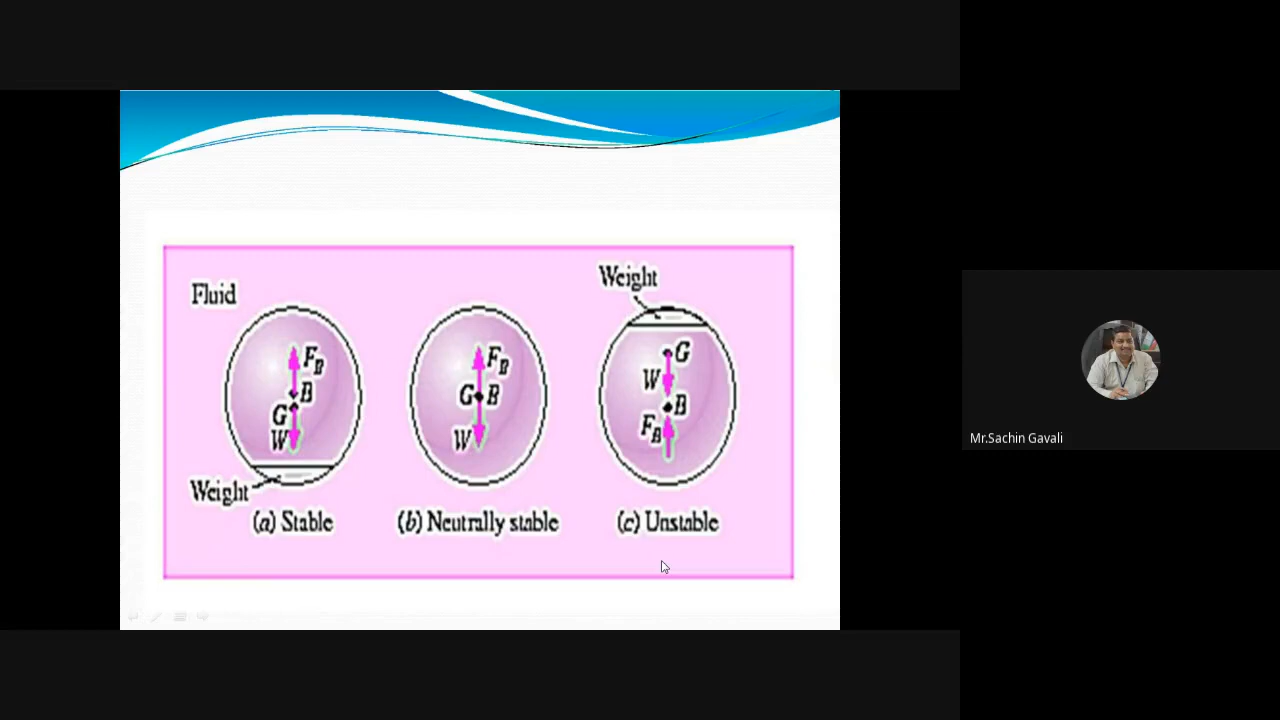 Weight
Fluid
F_B
B
G
W
Weight
(a) Stable
F_B
G B
W
(b) Neutrally stable
G
W
B
F_B
(c) Unstable
Mr.Sachin Gavali